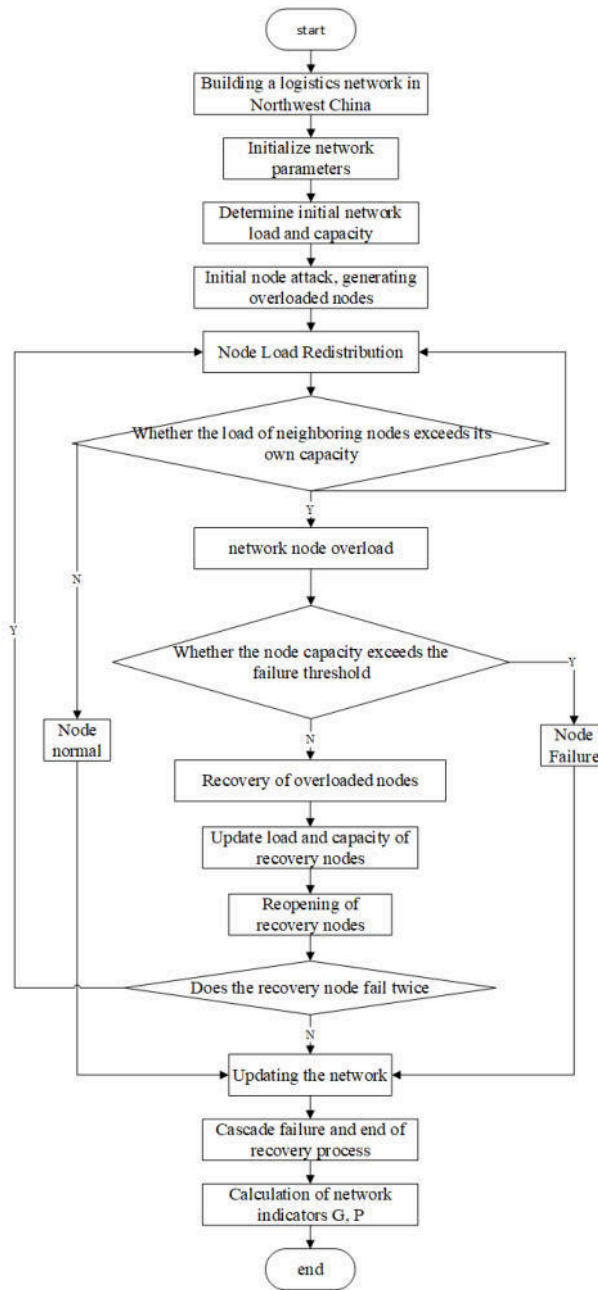 start
Building a logistics network in
Northwest China
Initialize network
parameters
Determine initial network
load and capacity
Initial node attack, generating
overloaded nodes
Node Load Redistribution
Whether the load of neighboring nodes exceeds its
own capacity
Y
network node overload
N
Y
Whether the node capacity exceeds the
failure threshold
Y
Node
normal
N
Node
Failure
Recovery of overloaded nodes
Update load and capacity of
recovery nodes
Reopening of
recovery nodes
Does the recovery node fail twice
N
Updating the network
Cascade failure and end of
recovery process
Calculation of network
indicators G, P
end